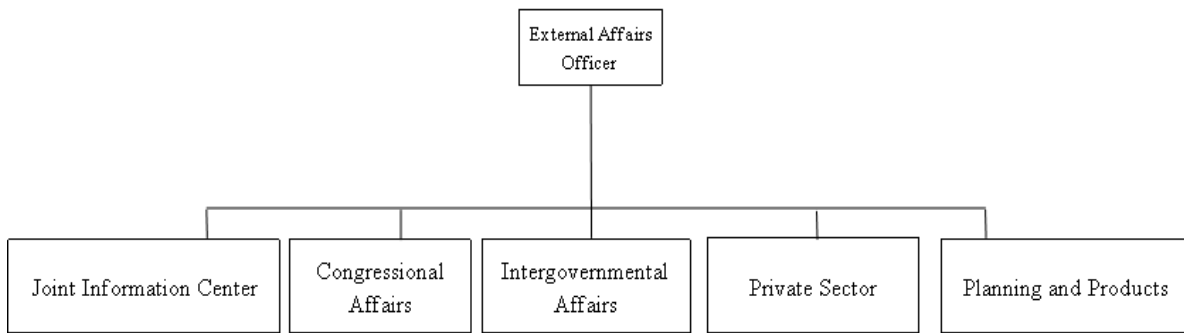 External Affairs
Officer
Joint Information Center
Congressional
Affairs
Intergovernmental
Affairs
Private Sector
Planning and Products